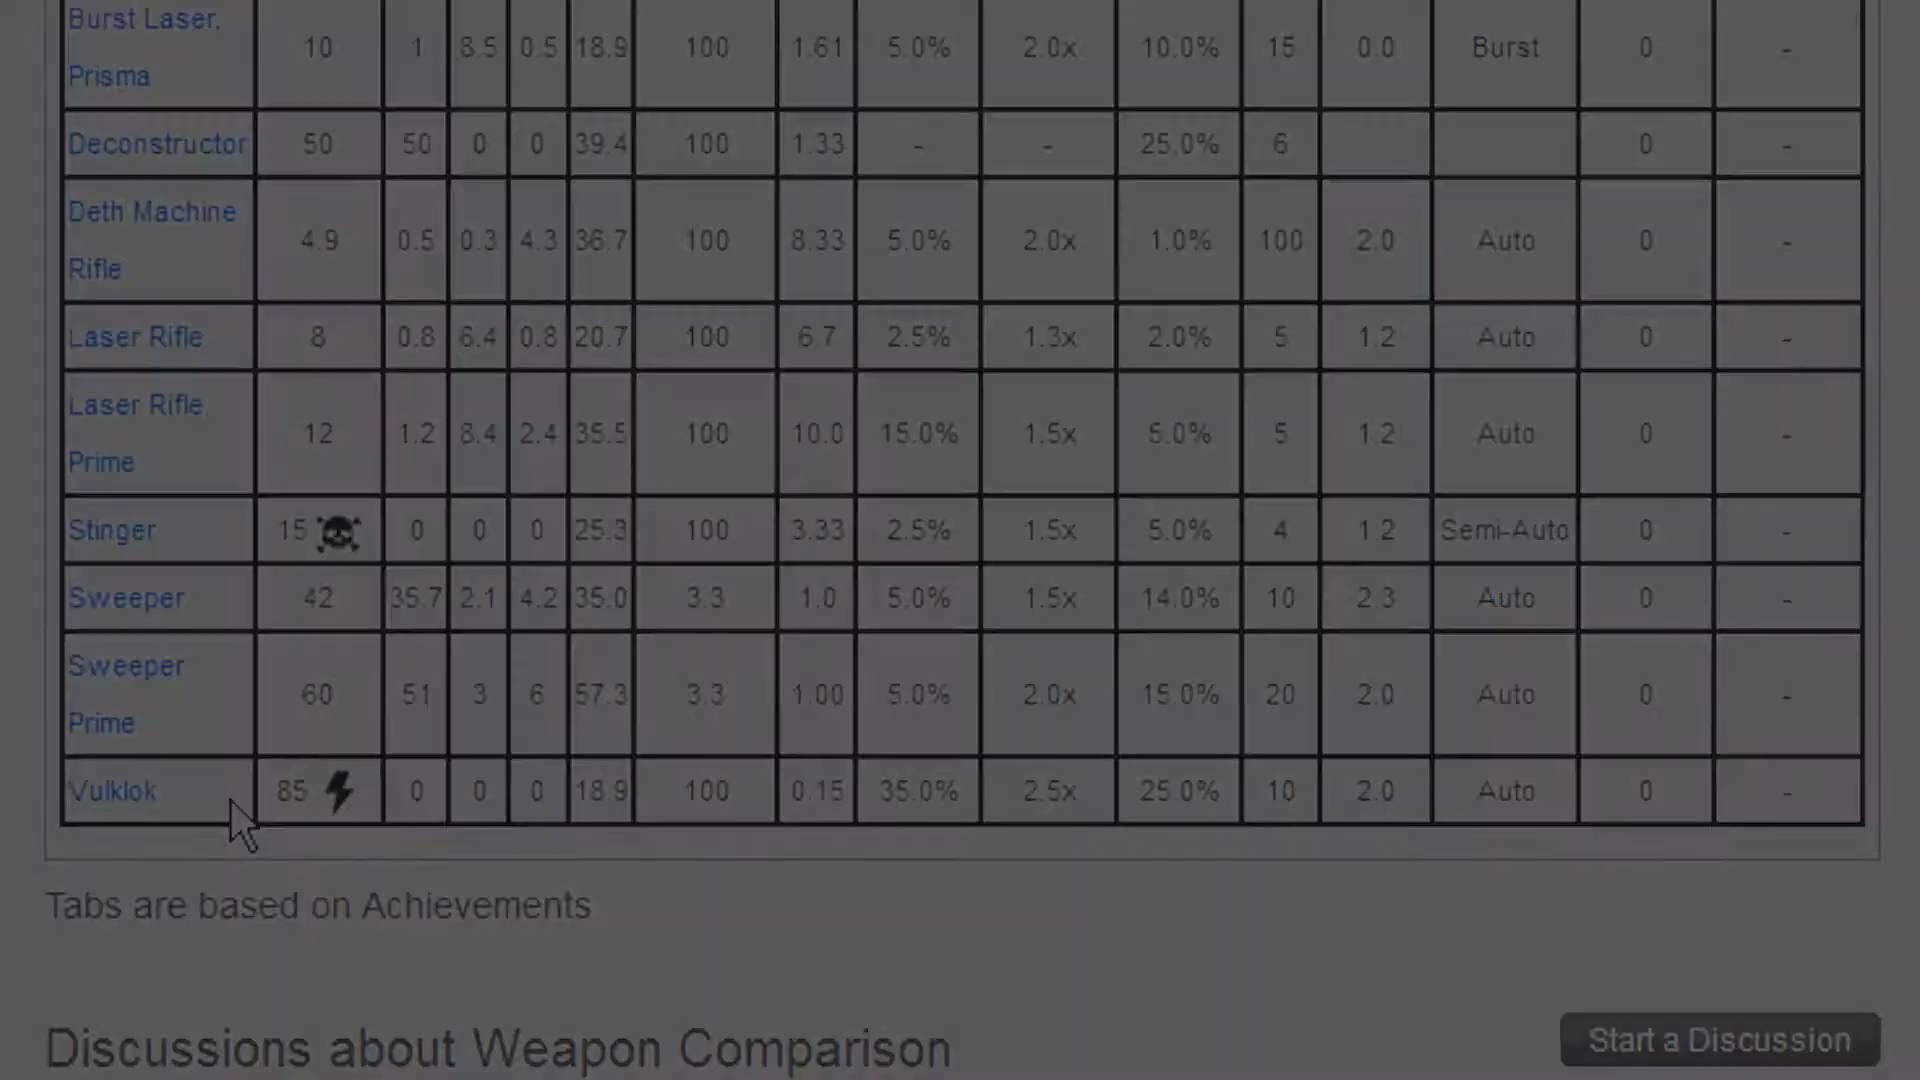 Burst Laser, Prisma 10 1 8.5 0.5 18.9 100 1.61 5.0% 2.0x 10.0% 15 0.0 Burst 0 -
Deconstructor 50 50 0 0 39.4 100 1.33 - - 25.0% 6 0 -
Deth Machine Rifle 4.9 0.5 0.3 4.3 36.7 100 8.33 5.0% 2.0x 1.0% 100 2.0 Auto 0 -
Laser Rifle 8 0.8 6.4 0.8 20.7 100 6.7 2.5% 1.3x 2.0% 5 1.2 Auto 0 -
Laser Rifle, Prime 12 1.2 8.4 2.4 35.5 100 10.0 15.0% 1.5x 5.0% 5 1.2 Auto 0 -
Stinger 15 0 0 0 25.3 100 3.33 2.5% 1.5x 5.0% 4 1.2 Semi-Auto 0 -
Sweeper 42 35.7 2.1 4.2 35.0 3.3 1.0 5.0% 1.5x 14.0% 10 2.3 Auto 0 -
Sweeper Prime 60 51 3 6 57.3 3.3 1.00 5.0% 2.0x 15.0% 20 2.0 Auto 0 -
Vulklok 85 0 0 0 18.9 100 0.15 35.0% 2.5x 25.0% 10 2.0 Auto 0 -
Tabs are based on Achievements
Discussions about Weapon Comparison
Start a Discussion